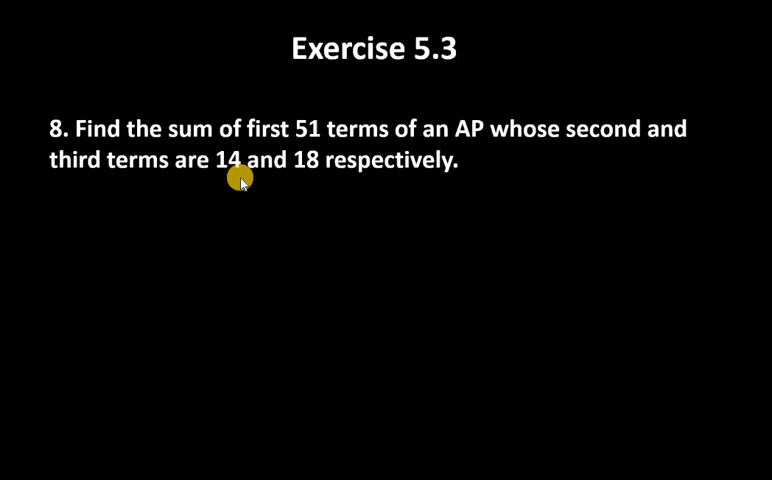 Exercise 5.3
8. Find the sum of first 51 terms of an AP whose second and
third terms are 14 and 18 respectively.